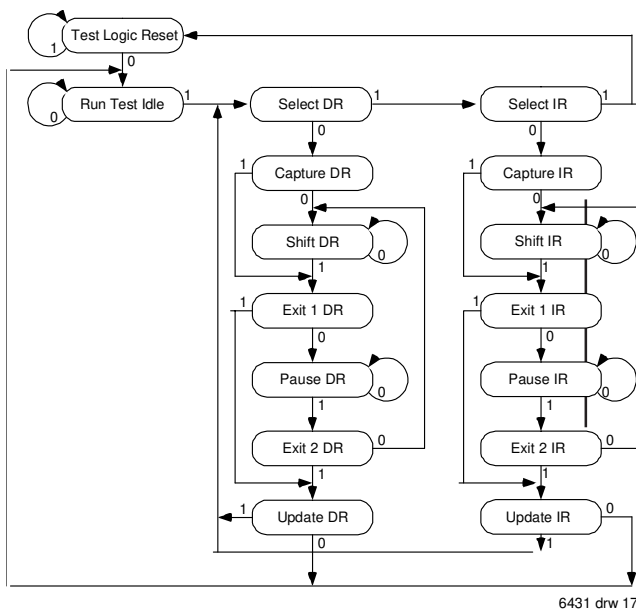 Test Logic Reset
1
0
Run Test Idle
0
1
Select DR
1
Select IR
1
0
0
1
Capture DR
1
Capture IR
0
0
Shift DR
0
Shift IR
0
1
1
1
Exit 1 DR
1
Exit 1 IR
0
0
Pause DR
0
Pause IR
0
1
1
Exit 2 DR
0
Exit 2 IR
0
1
1
1
Update DR
Update IR
0
0
1
6431 drw 17